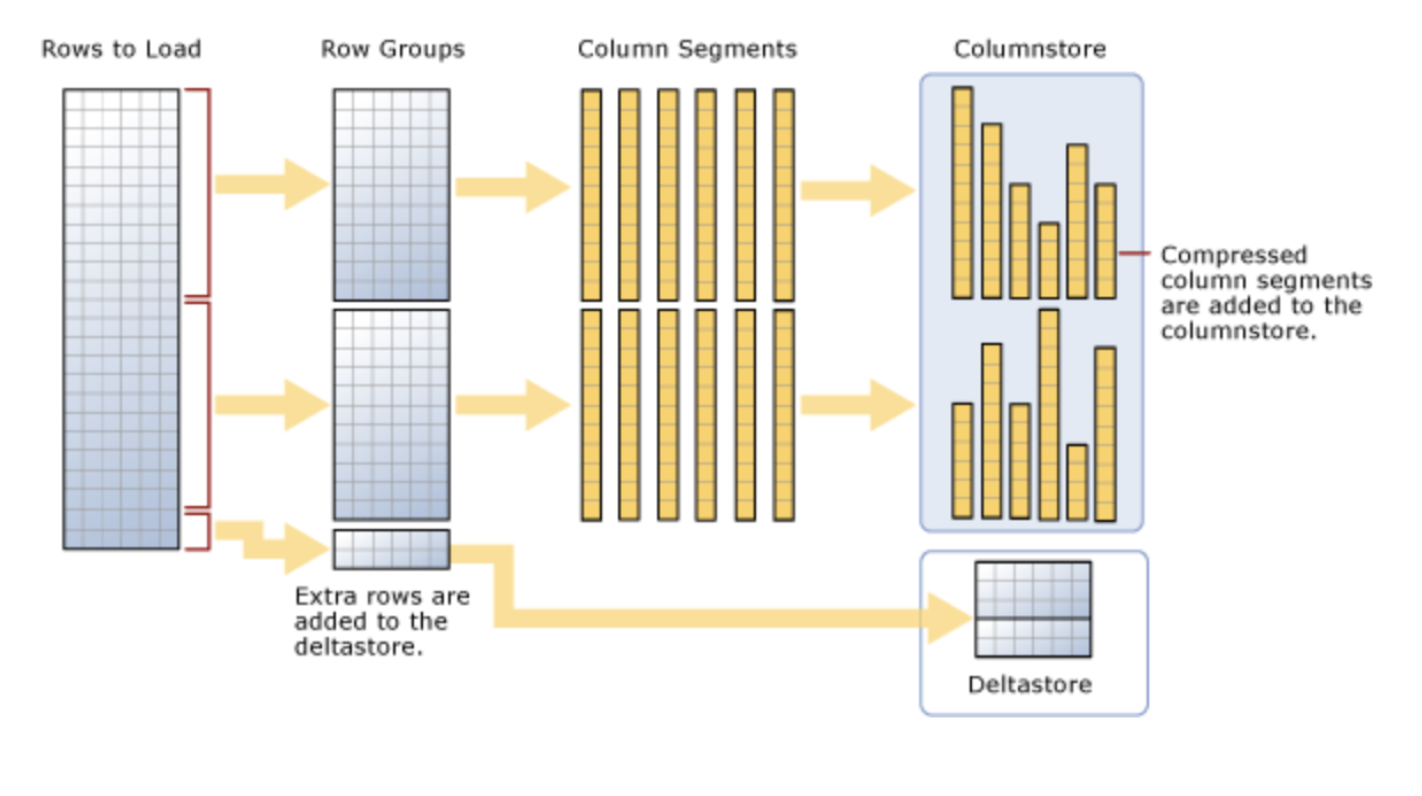 Rows to Load
Row Groups
Column Segments
Columnstore
Compressed
column segments
are added to the
columnstore.
Extra rows are
added to the
deltastore.
Deltastore